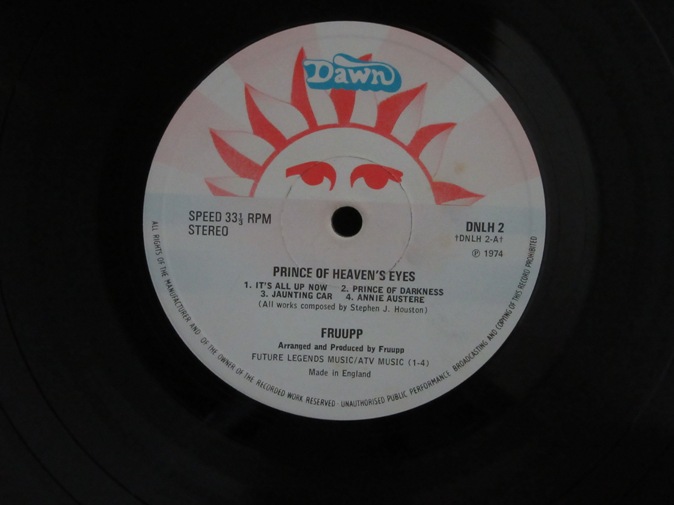 Dawn
SPEED 33⅓ RPM
STEREO
DNLH 2
†DNLH 2-A†
Ⓟ 1974
PRINCE OF HEAVEN'S EYES
1. IT'S ALL UP NOW 2. PRINCE OF DARKNESS
3. JAUNTING CAR 4. ANNIE AUSTERE
(All works composed by Stephen J. Houston)
FRUUPP
Arranged and Produced by Fruupp
FUTURE LEGENDS MUSIC/ATV MUSIC (1-4)
Made in England
ALL RIGHTS OF THE MANUFACTURER AND OF THE OWNER OF THE RECORDED WORK RESERVED · UNAUTHORISED PUBLIC PERFORMANCE, BROADCASTING AND COPYING OF THIS RECORD PROHIBITED